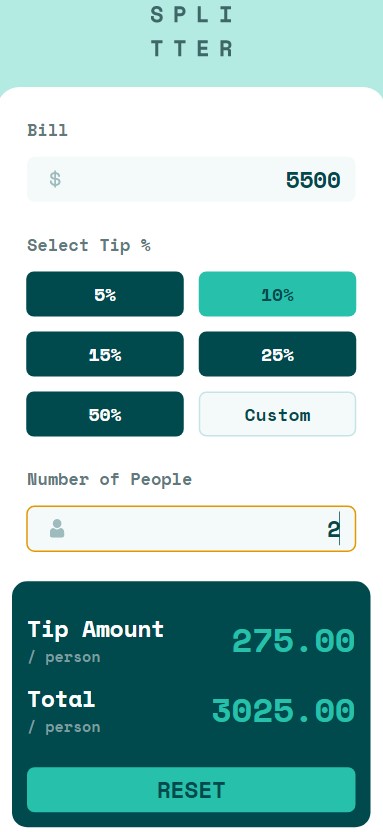 SPLI
TTER
Bill
$ 5500
Select Tip %
5% 10%
15% 25%
50% Custom
Number of People
2
Tip Amount
/ person
275.00
Total
/ person
3025.00
RESET